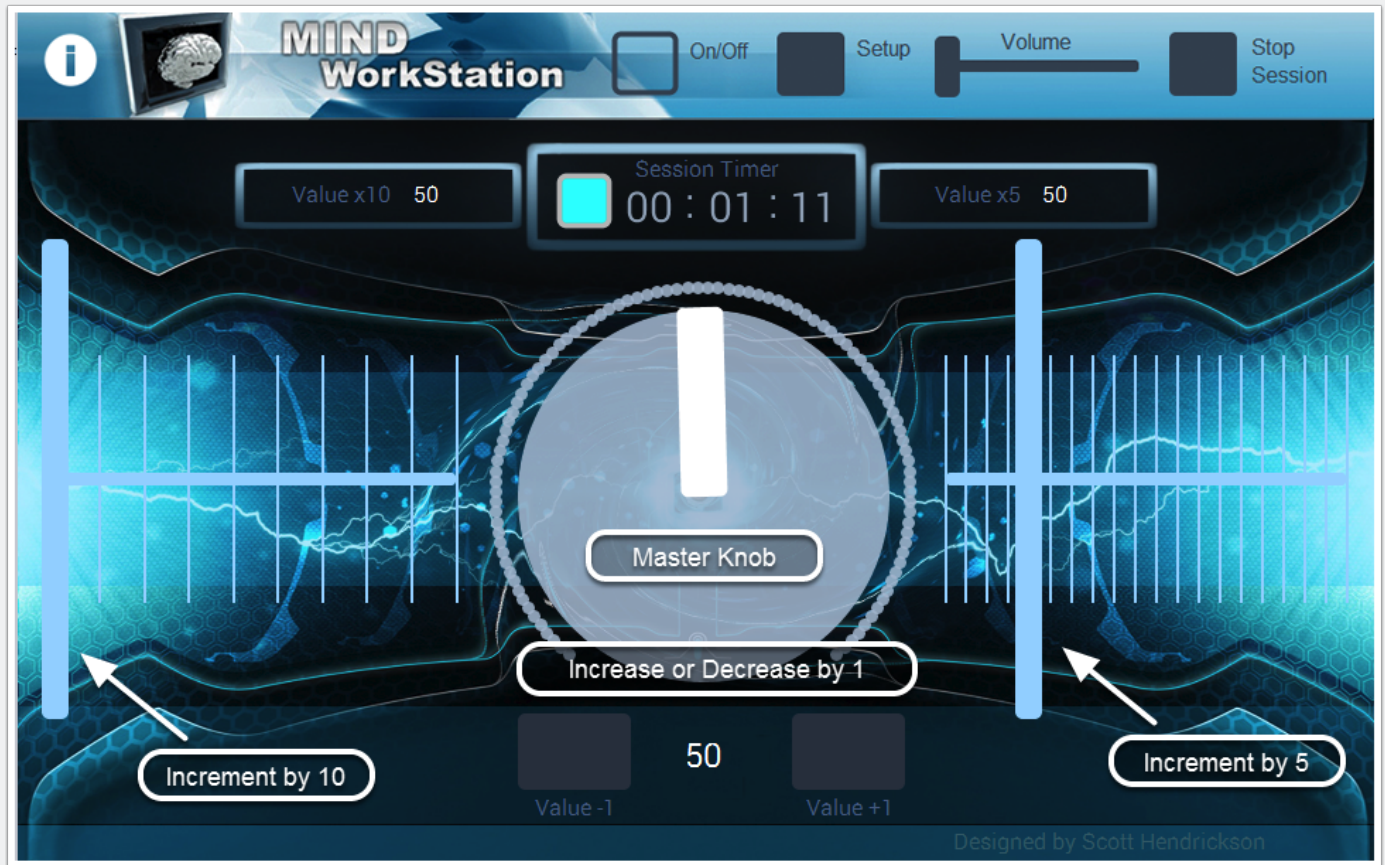 i
MIND
WorkStation
On/Off
Setup
Volume
Stop
Session
Session Timer
00 : 01 : 11
Value x10 50
Value x5 50
Master Knob
Increase or Decrease by 1
Increment by 10
50
Increment by 5
Value -1
Value +1
Designed by Scott Hendrickson